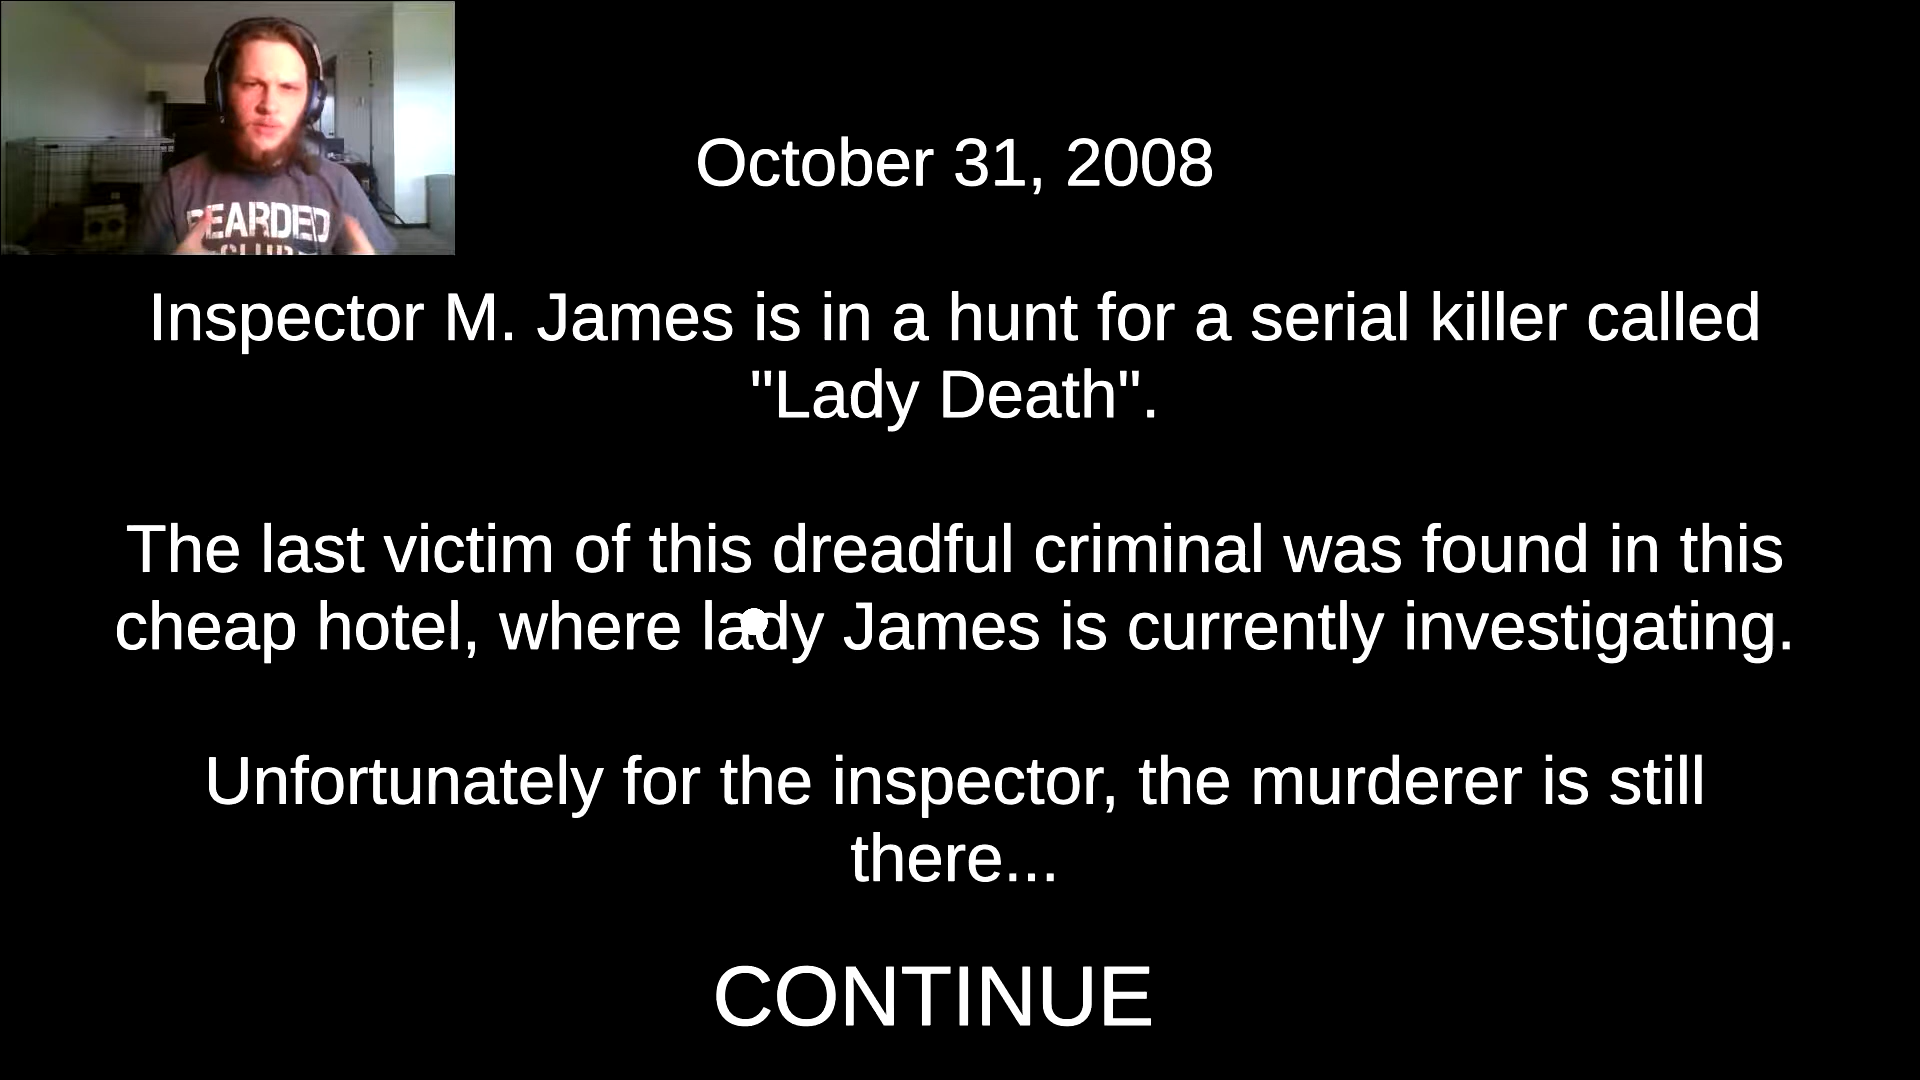 BEARDED
CLUB
October 31, 2008
Inspector M. James is in a hunt for a serial killer called
"Lady Death".
The last victim of this dreadful criminal was found in this
cheap hotel, where lady James is currently investigating.
Unfortunately for the inspector, the murderer is still
there...
CONTINUE